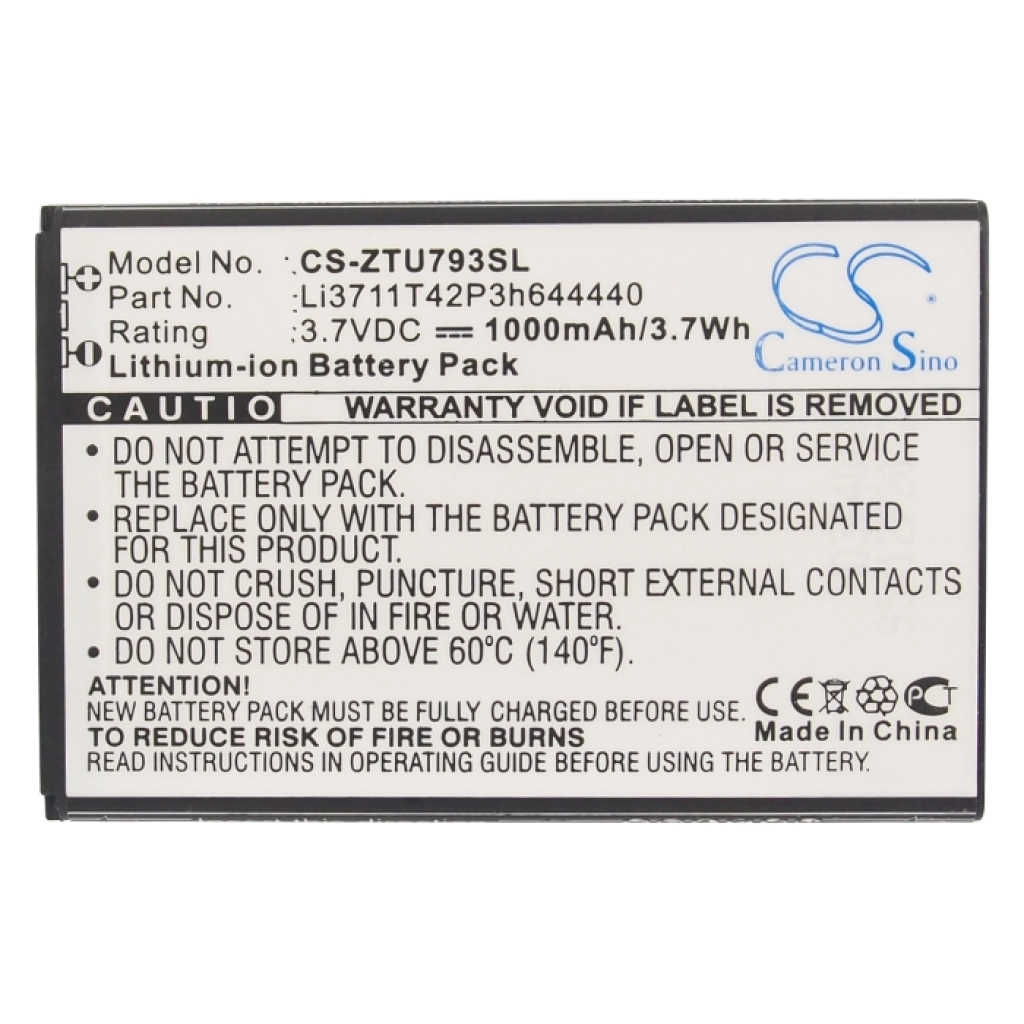 Model No. : CS-ZTU793SL
Part No. : Li3711T42P3h644440
Rating : 3.7VDC 1000mAh/3.7Wh
Lithium-ion Battery Pack
CS
®
Cameron Sino
CAUTIO WARRANTY VOID IF LABEL IS REMOVED
• DO NOT ATTEMPT TO DISASSEMBLE, OPEN OR SERVICE
THE BATTERY PACK.
• REPLACE ONLY WITH THE BATTERY PACK DESIGNATED
FOR THIS PRODUCT.
• DO NOT CRUSH, PUNCTURE, SHORT EXTERNAL CONTACTS
OR DISPOSE OF IN FIRE OR WATER.
• DO NOT STORE ABOVE 60°C (140°F).
ATTENTION!
NEW BATTERY PACK MUST BE FULLY CHARGED BEFORE USE.
TO REDUCE RISK OF FIRE OR BURNS
READ INSTRUCTIONS IN OPERATING GUIDE BEFORE USING THE BATTERY.
CE PCT
Made In China